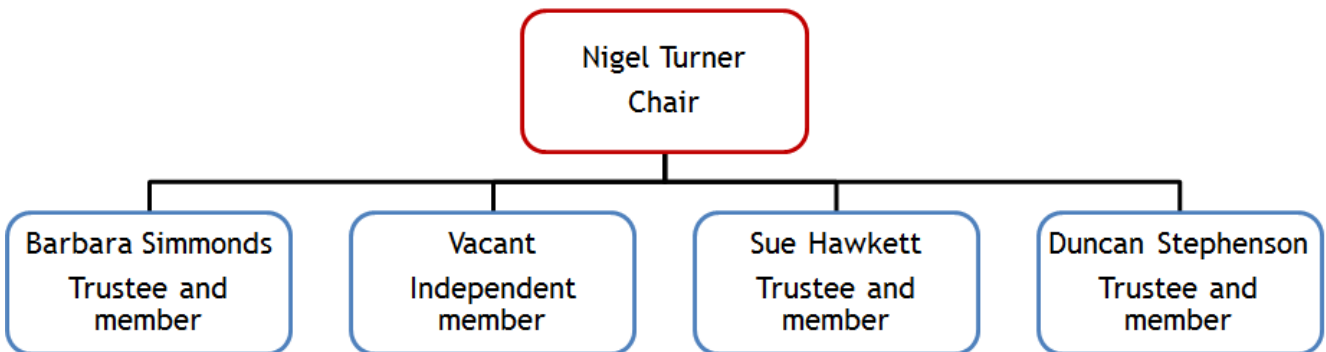 Nigel Turner
Chair
Barbara Simmonds
Trustee and
member
Vacant
Independent
member
Sue Hawkett
Trustee and
member
Duncan Stephenson
Trustee and
member